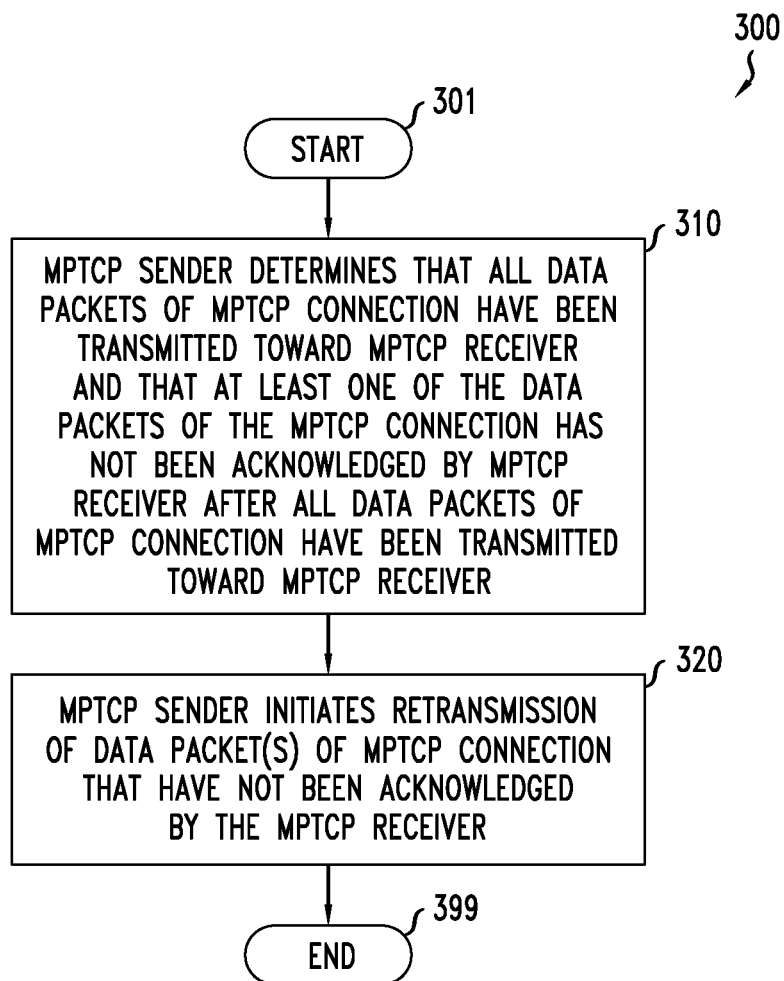 300
301
START
310
MPTCP SENDER DETERMINES THAT ALL DATA
PACKETS OF MPTCP CONNECTION HAVE BEEN
TRANSMITTED TOWARD MPTCP RECEIVER
AND THAT AT LEAST ONE OF THE DATA
PACKETS OF THE MPTCP CONNECTION HAS
NOT BEEN ACKNOWLEDGED BY MPTCP
RECEIVER AFTER ALL DATA PACKETS OF
MPTCP CONNECTION HAVE BEEN TRANSMITTED
TOWARD MPTCP RECEIVER
320
MPTCP SENDER INITIATES RETRANSMISSION
OF DATA PACKET(S) OF MPTCP CONNECTION
THAT HAVE NOT BEEN ACKNOWLEDGED
BY THE MPTCP RECEIVER
399
END